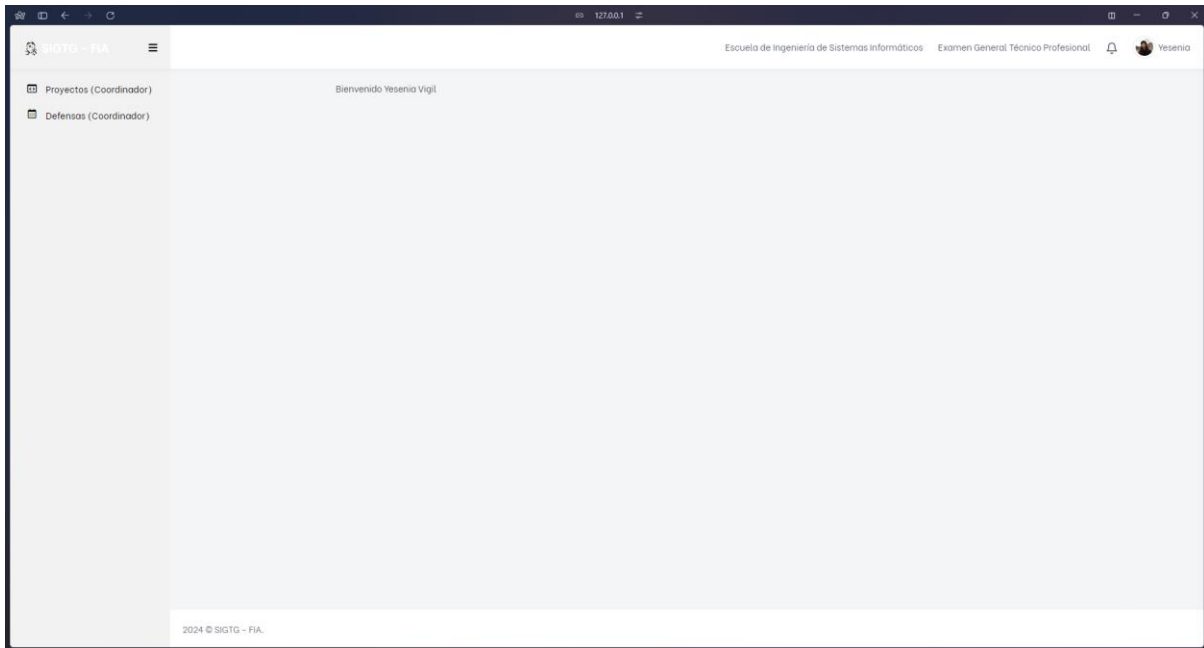 127.0.0.1
SIGTG - FIA
Escuela de Ingeniería de Sistemas Informáticos Examen General Técnico Profesional Yesenia
Proyectos (Coordinador)
Bienvenido Yesenia Vigil
Defensas (Coordinador)
2024 © SIGTG - FIA.